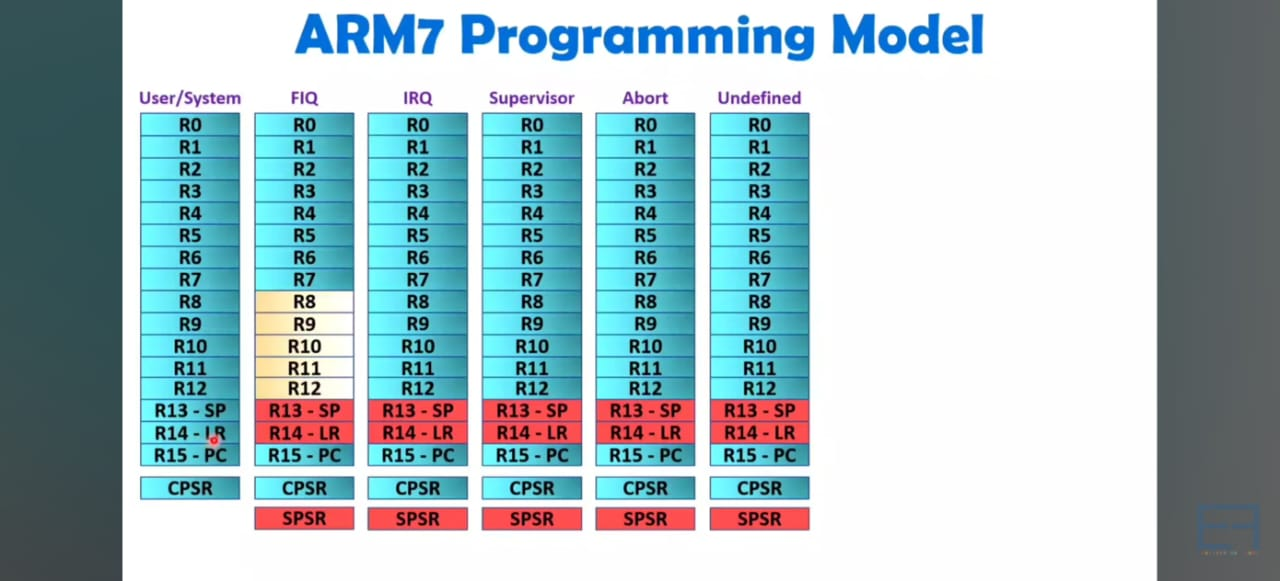 ARM7 Programming Model
User/System FIQ IRQ Supervisor Abort Undefined
R0 R0 R0 R0 R0 R0
R1 R1 R1 R1 R1 R1
R2 R2 R2 R2 R2 R2
R3 R3 R3 R3 R3 R3
R4 R4 R4 R4 R4 R4
R5 R5 R5 R5 R5 R5
R6 R6 R6 R6 R6 R6
R7 R7 R7 R7 R7 R7
R8 R8 R8 R8 R8 R8
R9 R9 R9 R9 R9 R9
R10 R10 R10 R10 R10 R10
R11 R11 R11 R11 R11 R11
R12 R12 R12 R12 R12 R12
R13 - SP R13 - SP R13 - SP R13 - SP R13 - SP R13 - SP
R14 - LR R14 - LR R14 - LR R14 - LR R14 - LR R14 - LR
R15 - PC R15 - PC R15 - PC R15 - PC R15 - PC R15 - PC
CPSR CPSR CPSR CPSR CPSR CPSR
SPSR SPSR SPSR SPSR SPSR